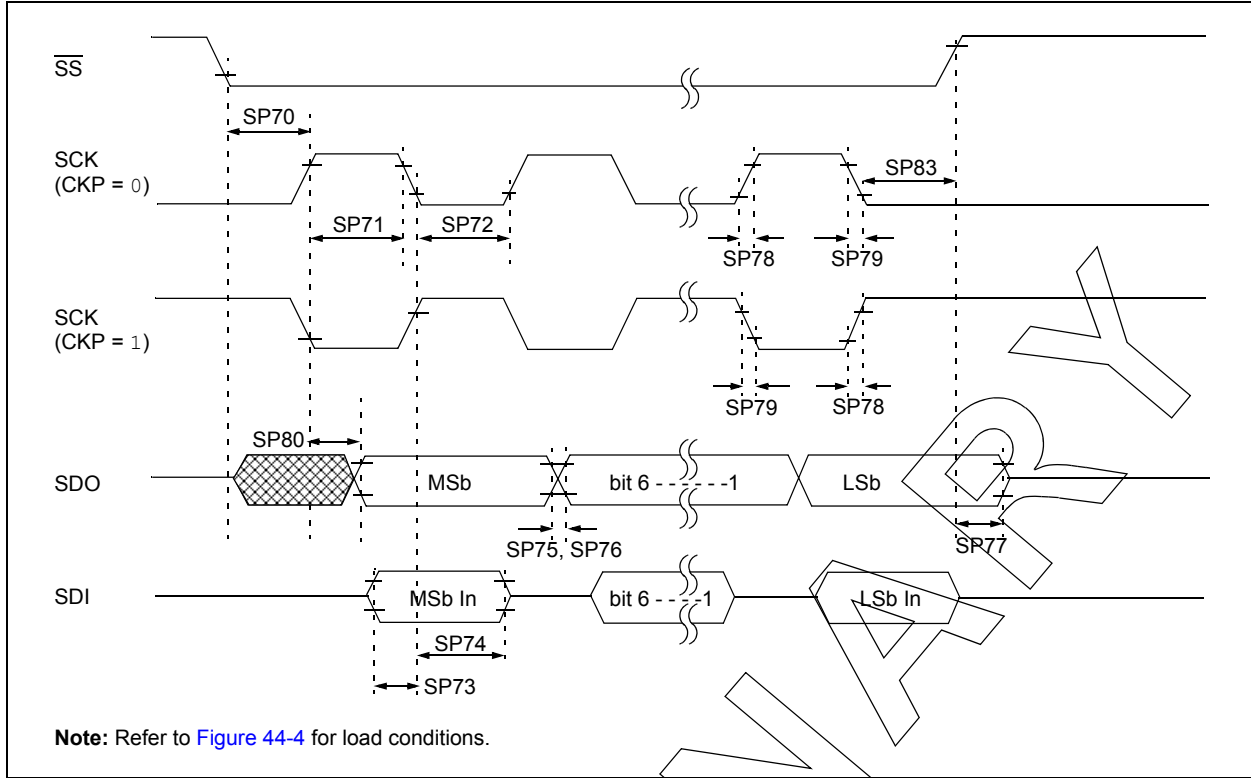 SS
SP70
SCK
(CKP = 0)
SP83
SP71
SP72
SP78
SP79
SCK
(CKP = 1)
SP79
SP78
SP80
SDO
MSb
bit 6 - - - - - - -1
LSb
SP75, SP76
SP77
SDI
MSb In
bit 6 - - - -1
LSb In
SP74
SP73
Note: Refer to Figure 44-4 for load conditions.